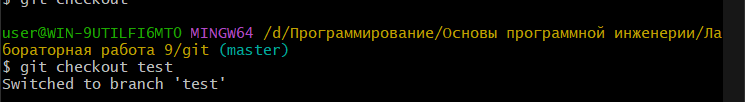 $ git checkout
user@WIN-9UTILFI6MTO MINGW64 /d/Программирование/Основы программной инженерии/Ла
бораторная работа 9/git (master)
$ git checkout test
Switched to branch 'test'